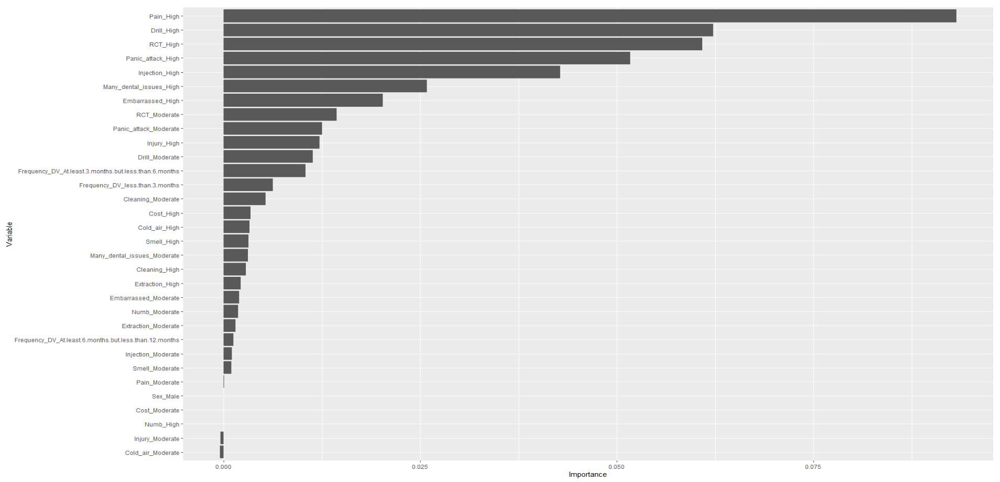 Pain_High
Drill_High
RCT_High
Panic_attack_High
Injection_High
Many_dental_issues_High
Embarrassed_High
RCT_Moderate
Panic_attack_Moderate
Injury_High
Drill_Moderate
Frequency_DV_At.least.3.months.but.less.than.6.months
Frequency_DV_less.than.3.months
Cleaning_Moderate
Cost_High
Cold_air_High
Smell_High
Many_dental_issues_Moderate
Cleaning_High
Extraction_High
Embarrassed_Moderate
Numb_Moderate
Extraction_Moderate
Frequency_DV_At.least.6.months.but.less.than.12.months
Injection_Moderate
Smell_Moderate
Pain_Moderate
Sex_Male
Cost_Moderate
Numb_High
Injury_Moderate
Cold_air_Moderate
Variable
0.000 0.025 0.050 0.075
Importance